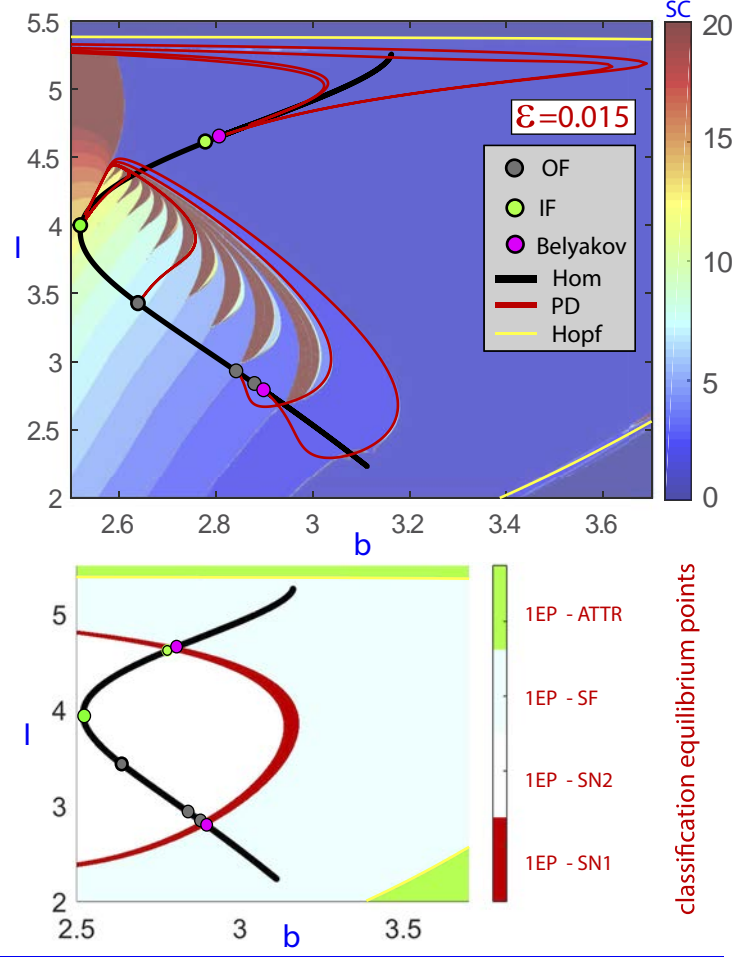 SC
5.5
5
4.5
4
3.5
3
2.5
2
I
2.6
2.8
3
3.2
3.4
3.6
b
ε=0.015
OF
IF
Belyakov
Hom
PD
Hopf
20
15
10
5
0
5
4
3
2
I
2.5
3
3.5
b
1EP - ATTR
1EP - SF
1EP - SN2
1EP - SN1
classification equilibrium points